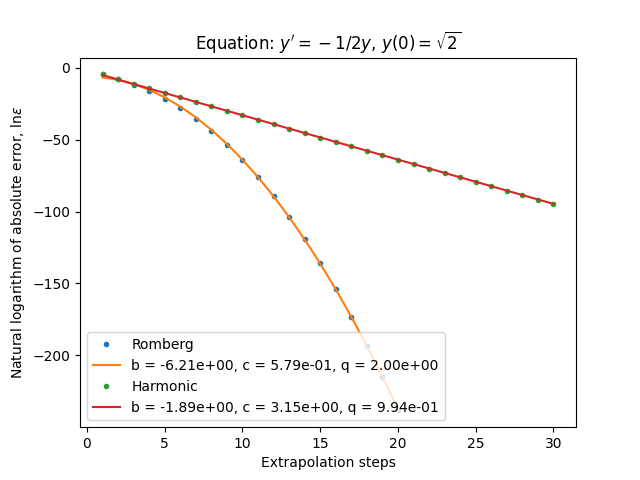 Equation: y′ = −1/2y, y(0) = √2
Natural logarithm of absolute error, lnε
0
−50
−100
−150
−200
Romberg
b = -6.21e+00, c = 5.79e-01, q = 2.00e+00
Harmonic
b = -1.89e+00, c = 3.15e+00, q = 9.94e-01
0 5 10 15 20 25 30
Extrapolation steps